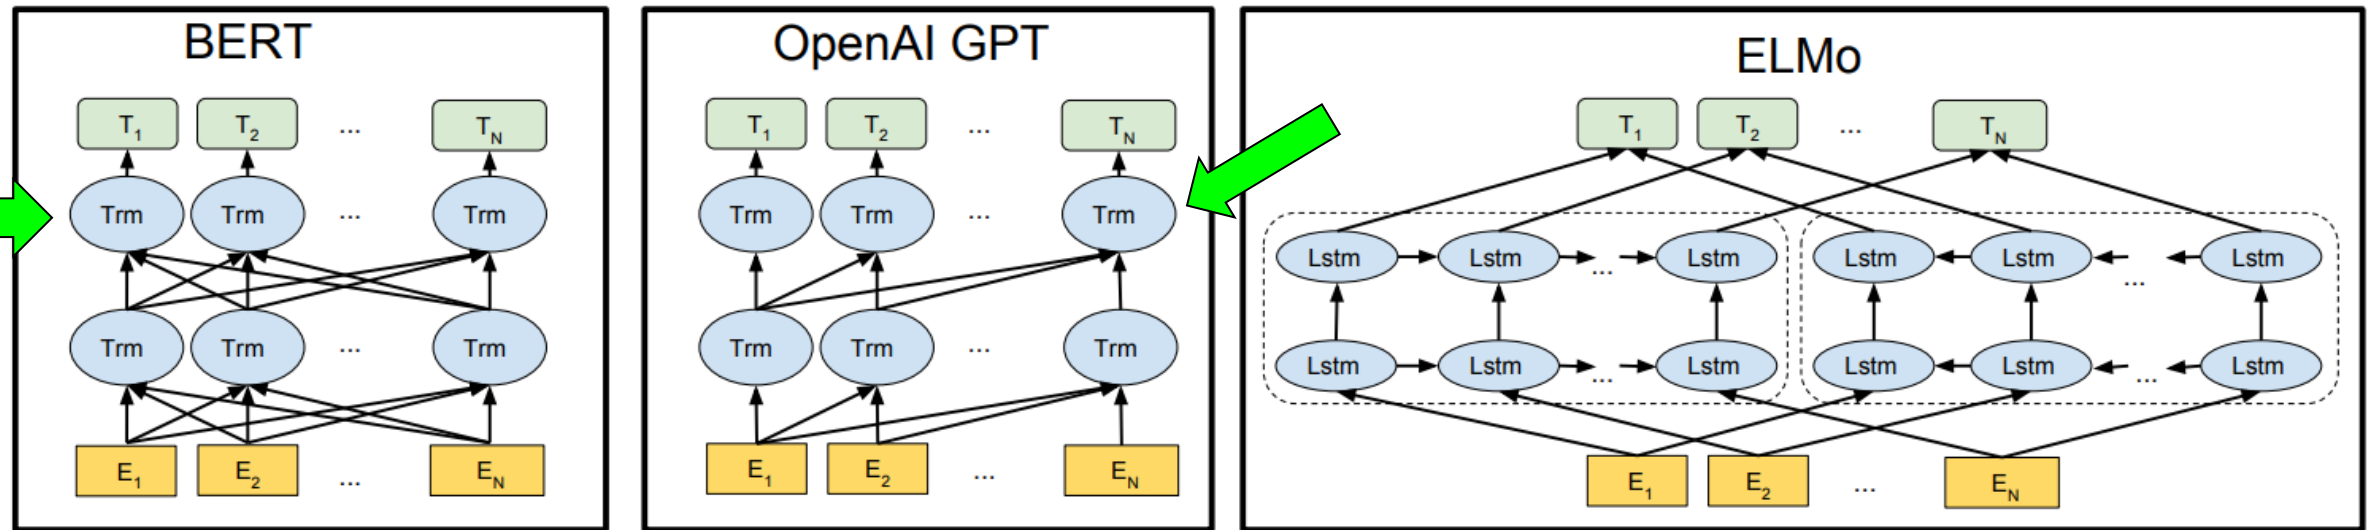 BERT
T1 T2 ... TN
Trm Trm ... Trm
Trm Trm ... Trm
E1 E2 ... EN
OpenAI GPT
T1 T2 ... TN
Trm Trm ... Trm
Trm Trm ... Trm
E1 E2 ... EN
ELMo
T1 T2 ... TN
Lstm Lstm ... Lstm Lstm Lstm ... Lstm
Lstm Lstm ... Lstm Lstm Lstm ... Lstm
E1 E2 ... EN